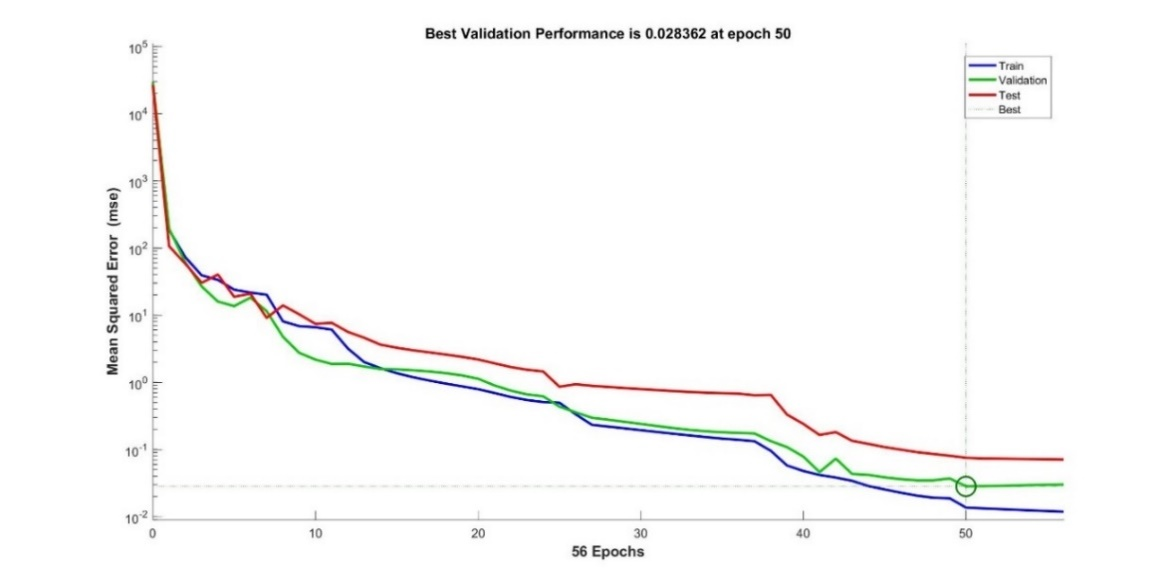 Best Validation Performance is 0.028362 at epoch 50
Mean Squared Error (mse)
10^5
10^4
10^3
10^2
10^1
10^0
10^-1
10^-2
Train
Validation
Test
Best
0 10 20 30 40 50
56 Epochs